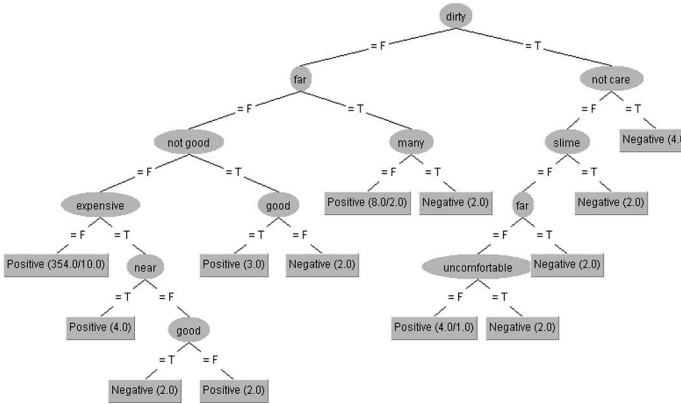 dirty
= F = T
far not care
= F = T = F = T
not good many slime Negative (4.0
= F = T = F = T = F = T
expensive good Positive (8.0/2.0) Negative (2.0) far Negative (2.0)
= F = T = T = F = F = T
Positive (354.0/10.0) near Positive (3.0) Negative (2.0) uncomfortable Negative (2.0)
= T = F = F = T
Positive (4.0) good Positive (4.0/1.0) Negative (2.0)
= T = F
Negative (2.0) Positive (2.0)